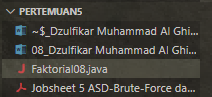 PERTEMUAN5
~$_Dzulfikar Muhammad Al Ghi...
08_Dzulfikar Muhammad Al Ghi...
Faktorial08.java
Jobsheet 5 ASD-Brute-Force da...